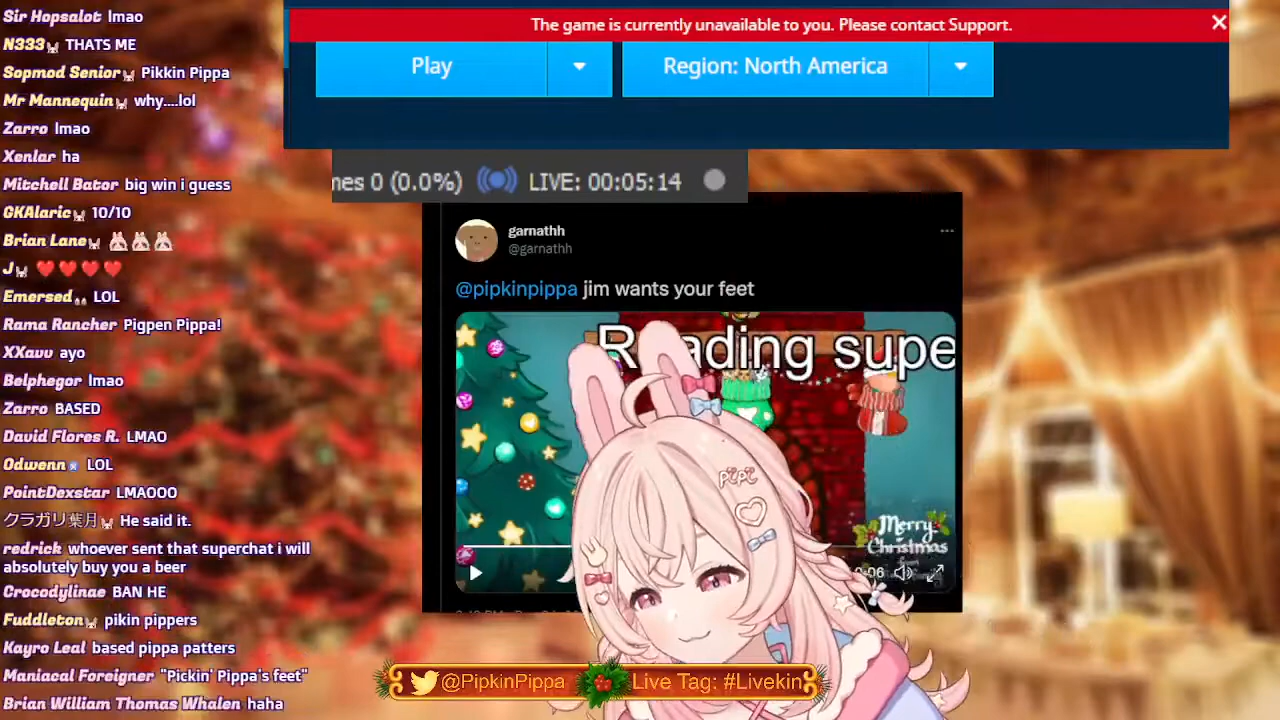 Sir Hopsalot lmao
N333 THATS ME
Sopmod Senior Pikkin Pippa
Mr Mannequin why....lol
Zarro lmao
Xenlar ha
Mitchell Bator big win i guess
GKAlaric 10/10
Brian Lane
J
Emersed LOL
Rama Rancher Pigpen Pippa!
XXavv ayo
Belphegor lmao
Zarro BASED
David Flores R. LMAO
Odwenn LOL
PointDexstar LMAOOO
クラガリ葉月 He said it.
redrick whoever sent that superchat i will
absolutely buy you a beer
Crocodylinae BAN HE
Fuddleton pikin pippers
Kayro Leal based pippa patters
Maniacal Foreigner "Pickin' Pippa's feet"
Brian William Thomas Whalen haha
The game is currently unavailable to you. Please contact Support.
Play
Region: North America
mes 0 (0.0%) LIVE: 00:05:14
garnathh
@garnathh
@pipkinpippa jim wants your feet
Reading supe
pipi
Merry
Christmas
0:06
@PipkinPippa Live Tag: #Livekin